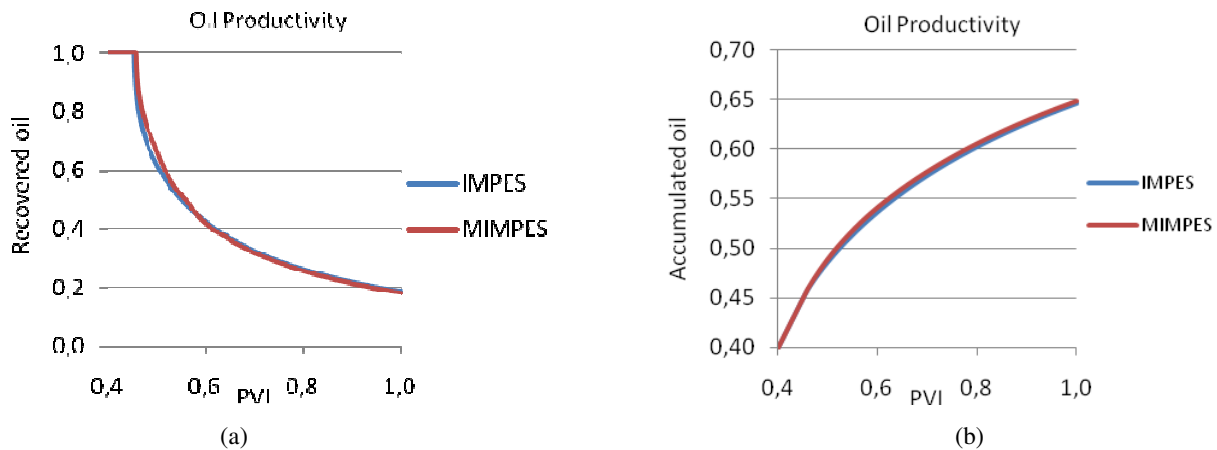 Oil Productivity
1,0
0,8
0,6
0,4
0,2
0,0
Recovered oil
0,4
0,6
0,8
1,0
PVI
IMPES
MIMPES
(a)
Oil Productivity
0,70
0,65
0,60
0,55
0,50
0,45
0,40
Accumulated oil
0,4
0,6
0,8
1,0
PVI
IMPES
MIMPES
(b)